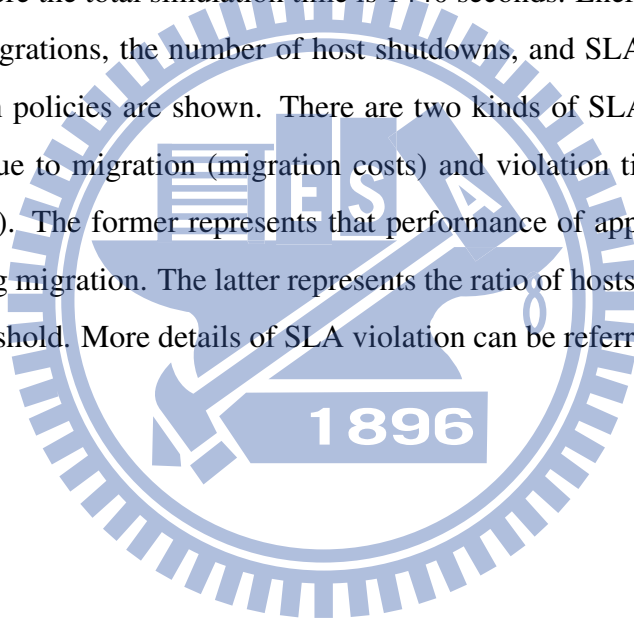 the total simulation time is 1440 seconds.
grations, the number of host shutdowns, and SLA
policies are shown. There are two kinds of SLA
ue to migration (migration costs) and violation ti
). The former represents that performance of app
g migration. The latter represents the ratio of hosts
shold. More details of SLA violation can be referr
E S A
1896